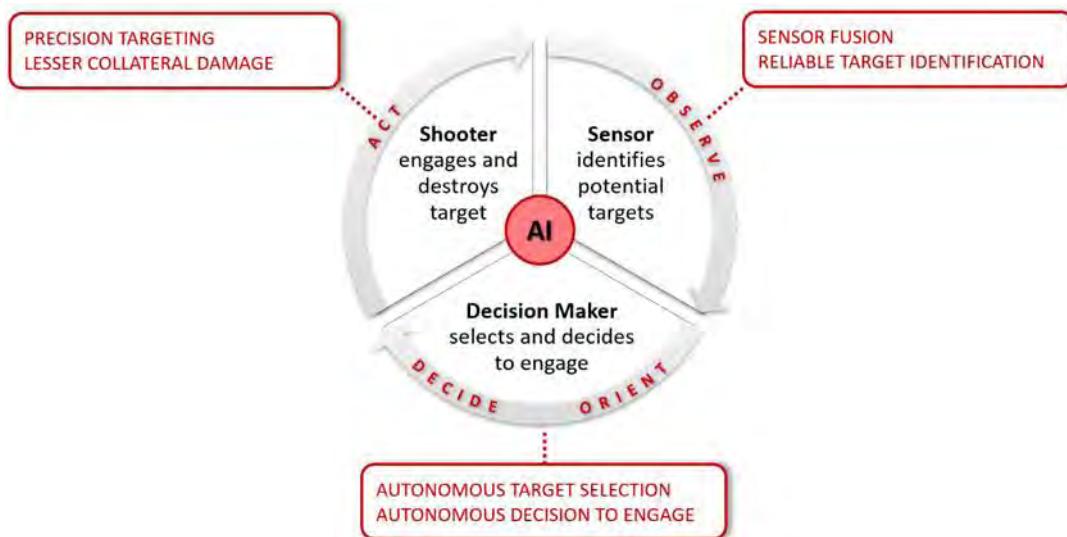 PRECISION TARGETING
LESSER COLLATERAL DAMAGE
SENSOR FUSION
RELIABLE TARGET IDENTIFICATION
ACT
OBSERVE
Shooter
engages and
destroys
target
Sensor
identifies
potential
targets
AI
Decision Maker
selects and decides
to engage
DECIDE
ORIENT
AUTONOMOUS TARGET SELECTION
AUTONOMOUS DECISION TO ENGAGE